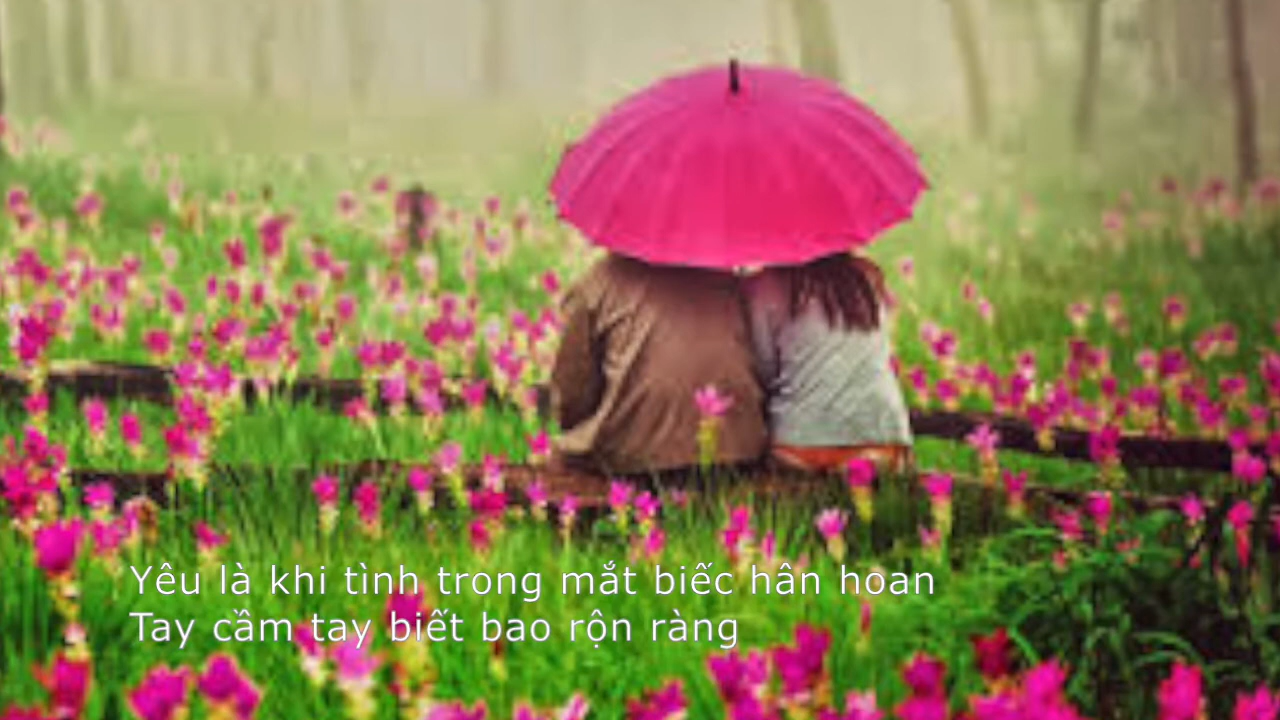 Yêu là khi tình trong mắt biếc hân hoan
Tay cầm tay biết bao rộn ràng